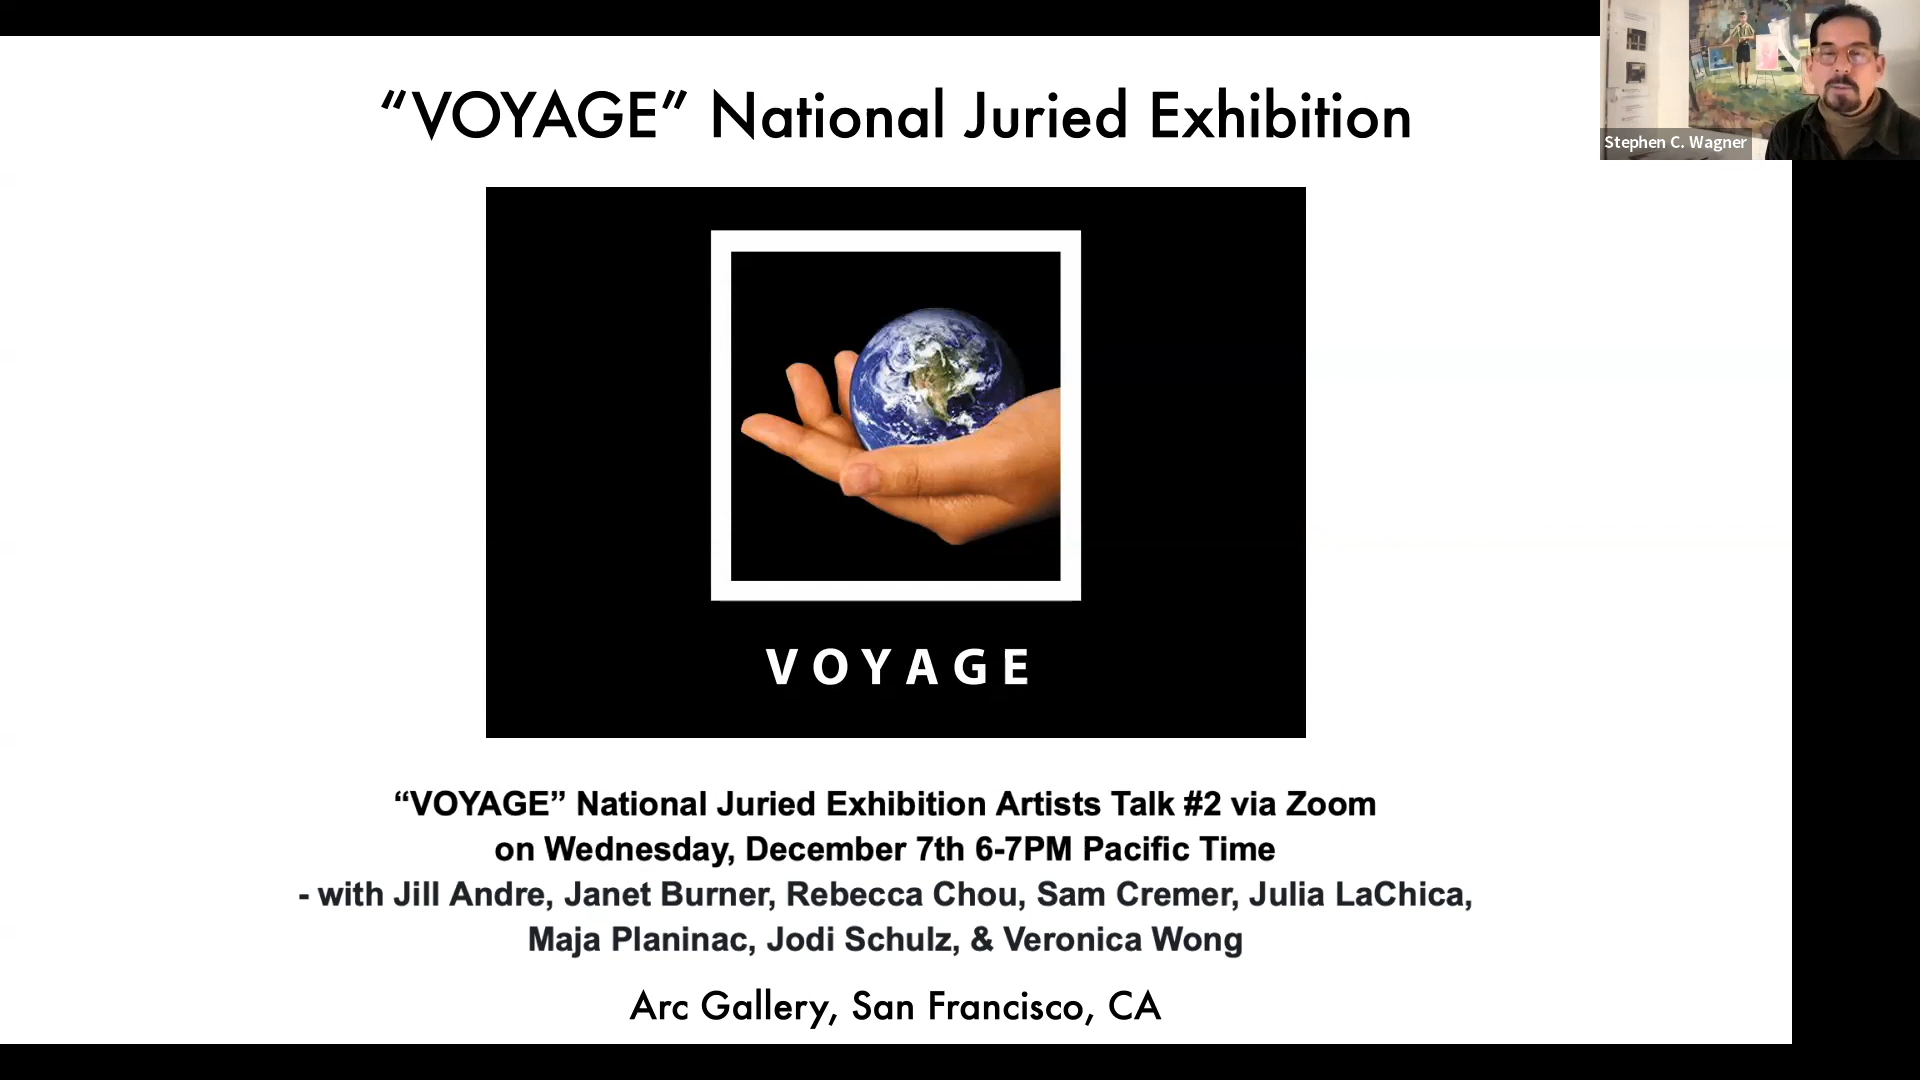 “VOYAGE” National Juried Exhibition
Stephen C. Wagner
VOYAGE
“VOYAGE” National Juried Exhibition Artists Talk #2 via Zoom
on Wednesday, December 7th 6-7PM Pacific Time
- with Jill Andre, Janet Burner, Rebecca Chou, Sam Cremer, Julia LaChica,
Maja Planinac, Jodi Schulz, & Veronica Wong
Arc Gallery, San Francisco, CA